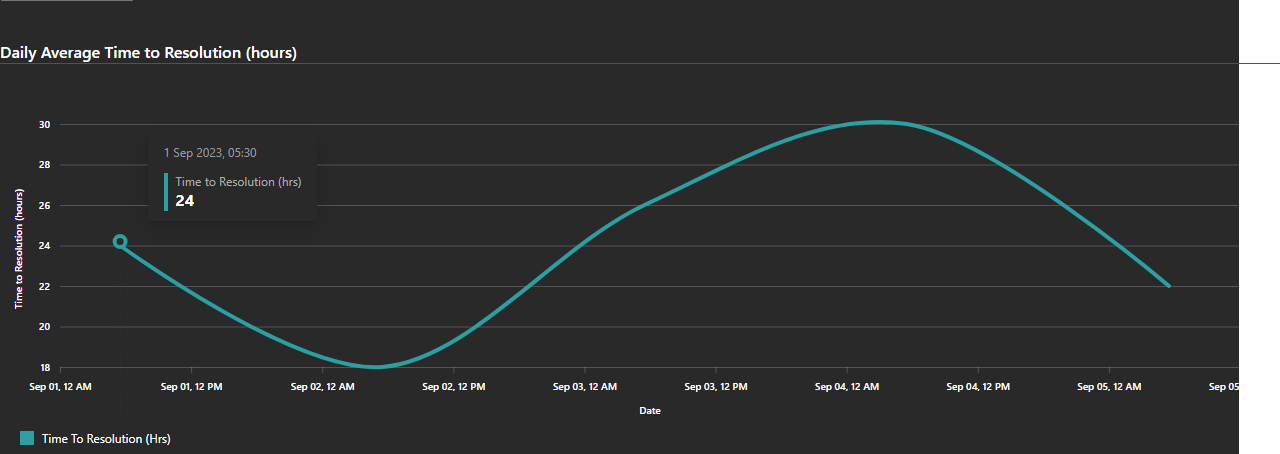 Daily Average Time to Resolution (hours)
30
28
26
24
22
20
18
Time to Resolution (hours)
1 Sep 2023, 05:30
Time to Resolution (hrs)
24
Sep 01, 12 AM
Sep 01, 12 PM
Sep 02, 12 AM
Sep 02, 12 PM
Sep 03, 12 AM
Sep 03, 12 PM
Sep 04, 12 AM
Sep 04, 12 PM
Sep 05, 12 AM
Sep 05
Date
Time To Resolution (Hrs)